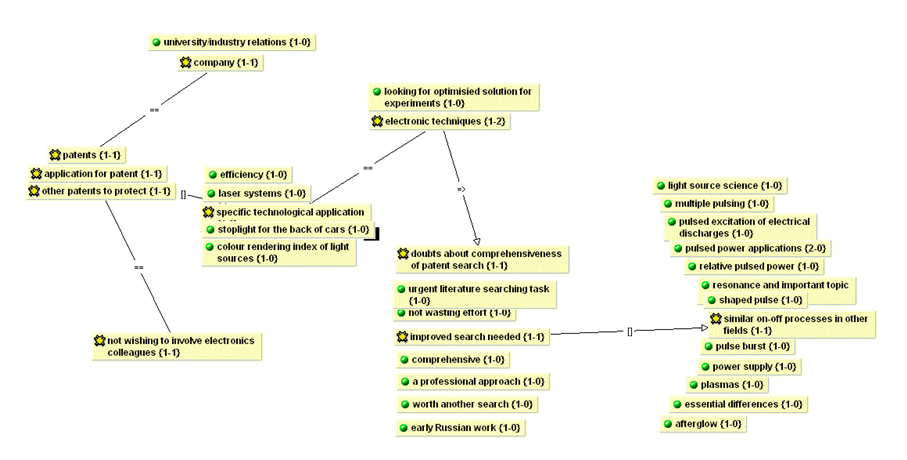 university/industry relations {1-0}
company {1-1}
==
looking for optimisied solution for
experiments {1-0}
electronic techniques {1-2}
patents {1-1}
application for patent {1-1}
other patents to protect {1-1}
[]
efficiency {1-0}
laser systems {1-0}
specific technological application
stoplight for the back of cars {1-0}
colour rendering index of light
sources {1-0}
==
=>
==
not wishing to involve electronics
colleagues {1-1}
doubts about comprehensiveness
of patent search {1-1}
urgent literature searching task
{1-0}
not wasting effort {1-0}
improved search needed {1-1}
[]
comprehensive {1-0}
a professional approach {1-0}
worth another search {1-0}
early Russian work {1-0}
light source science {1-0}
multiple pulsing {1-0}
pulsed excitation of electrical
discharges {1-0}
pulsed power applications {2-0}
relative pulsed power {1-0}
resonance and important topic
shaped pulse {1-0}
similar on-off processes in other
fields {1-1}
pulse burst {1-0}
power supply {1-0}
plasmas {1-0}
essential differences {1-0}
afterglow {1-0}